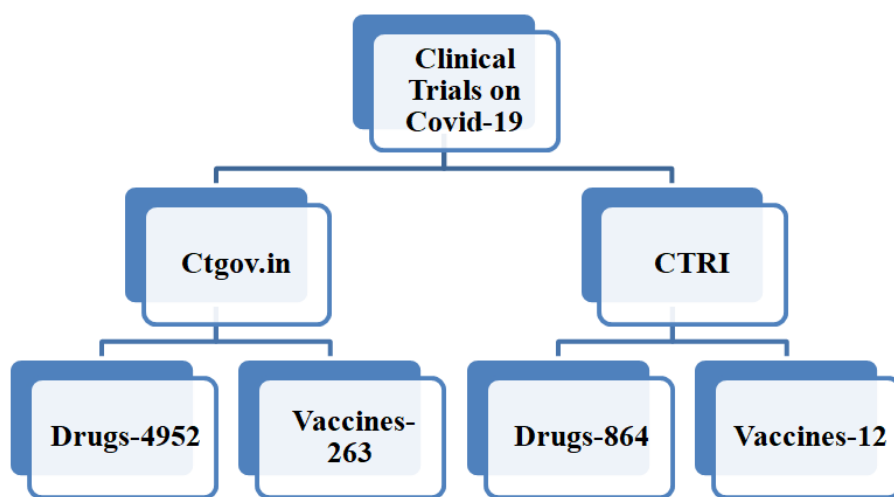 Clinical
Trials on
Covid-19
Ctgov.in
CTRI
Drugs-4952
Vaccines-
263
Drugs-864
Vaccines-12